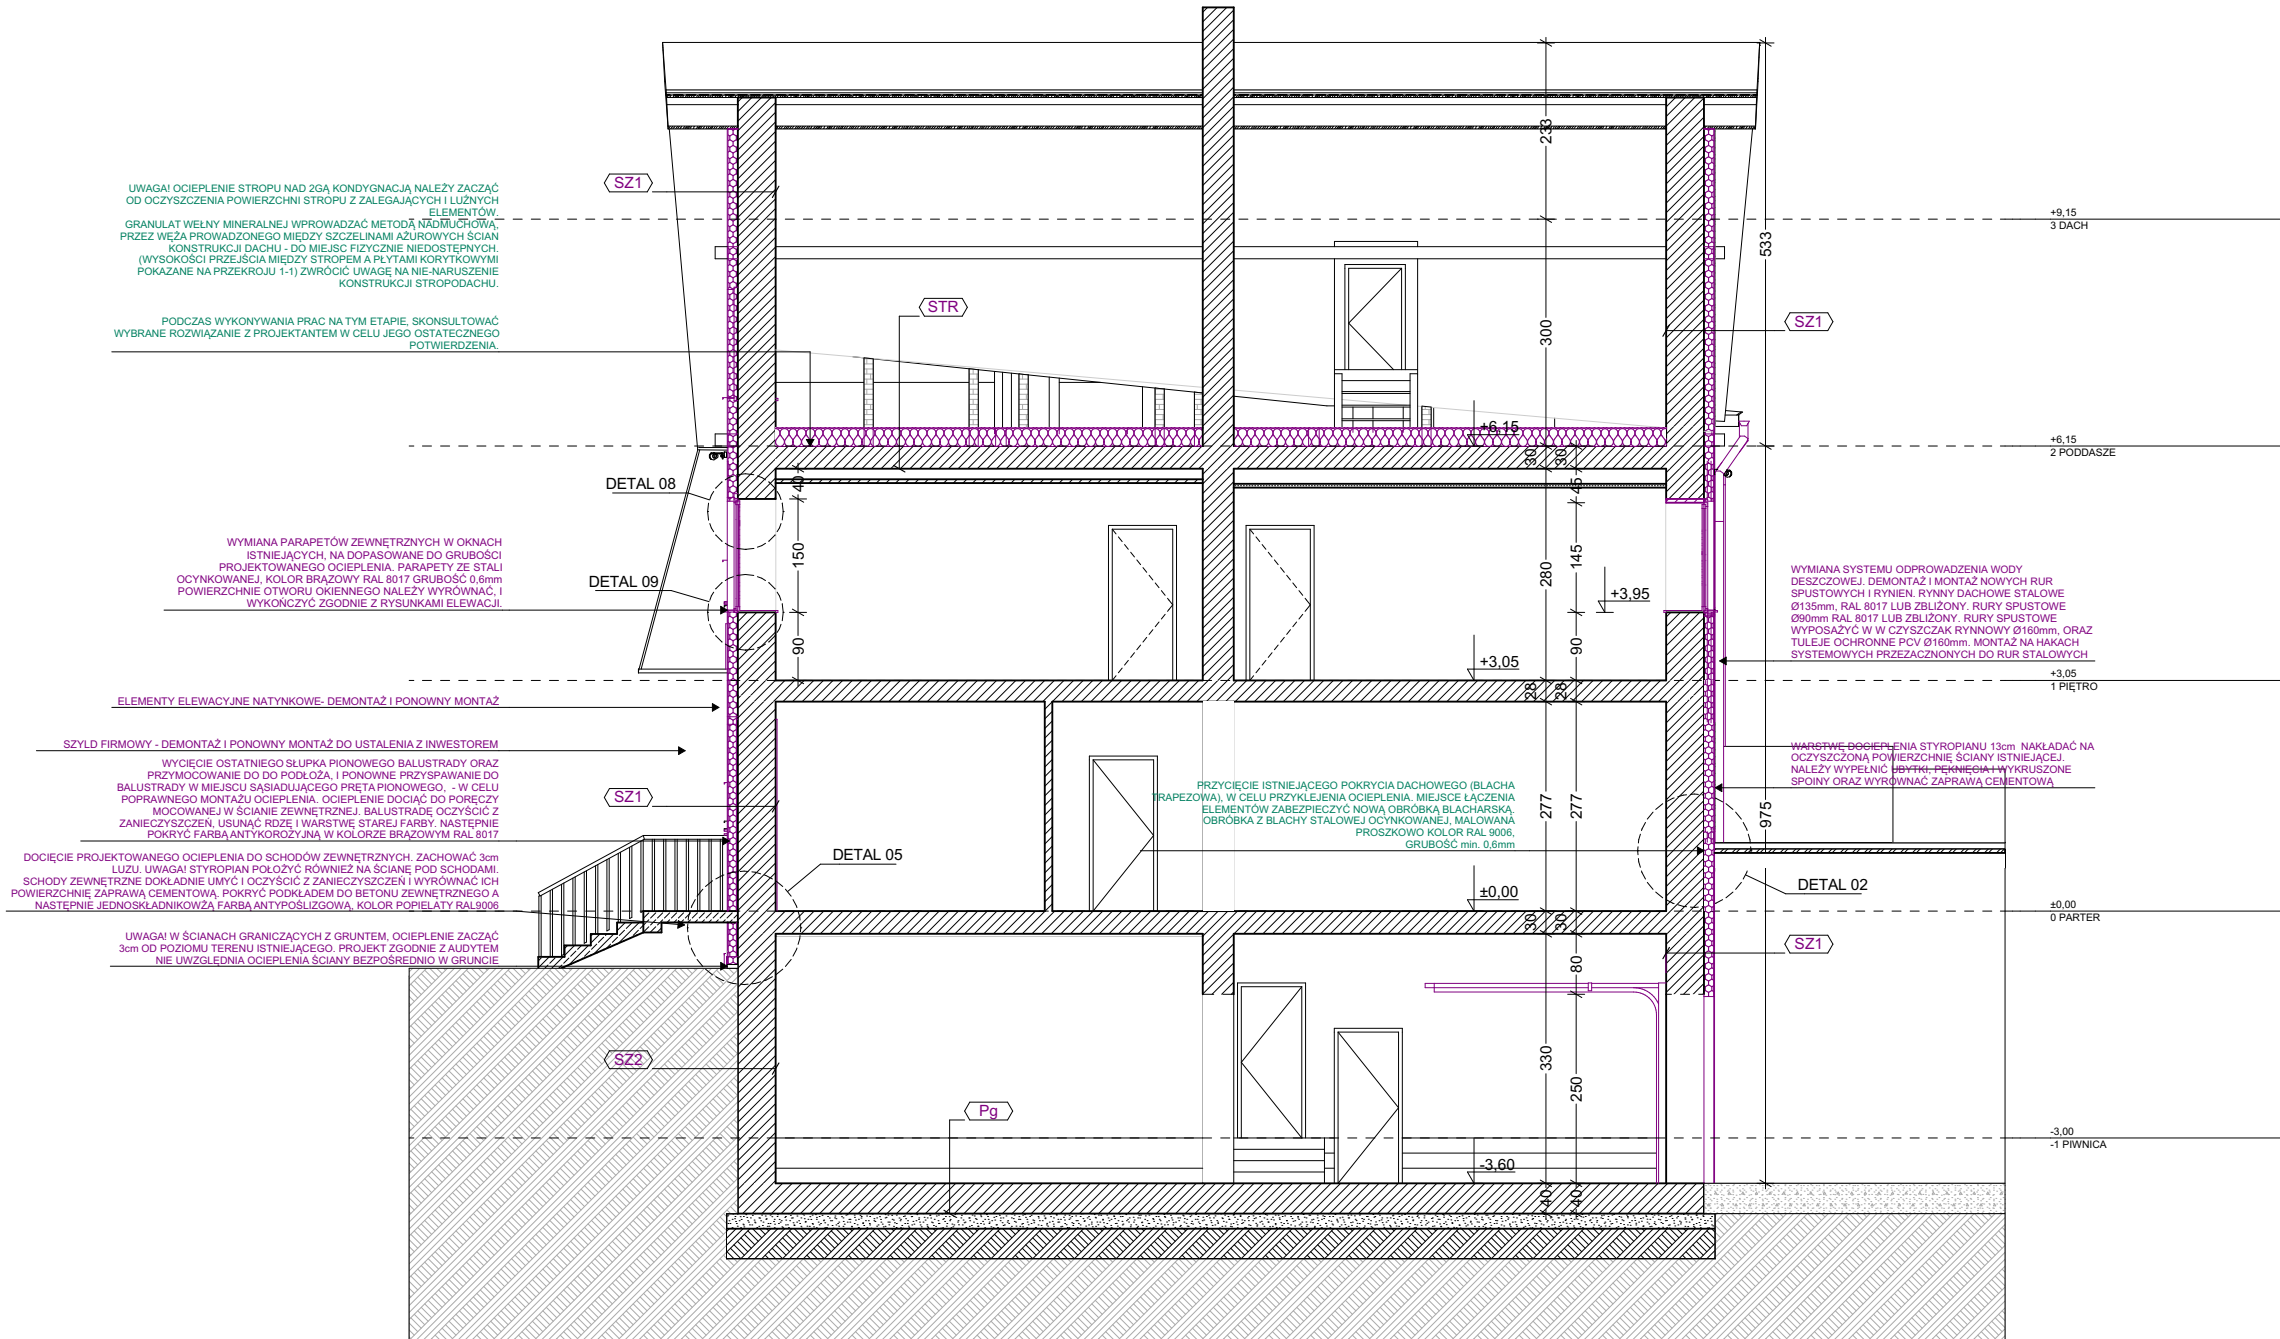 UWAGA! OCIEPLENIE STROPU NAD 2GĄ KONDYGNACJĄ NALEŻY ZACZĄĆ
OD OCZYSZCZENIA POWIERZCHNI STROPU Z ZALEGAJĄCYCH I LUŹNYCH
ELEMENTÓW.
GRANULAT WEŁNY MINERALNEJ WPROWADZAĆ METODĄ NADMUCHOWĄ,
PRZEZ WĘŻA PROWADZONEGO MIĘDZY SZCZELINAMI AŻUROWYCH ŚCIAN
KONSTRUKCJI DACHU - DO MIEJSC FIZYCZNIE NIEDOSTĘPNYCH.
(WYSOKOŚCI PRZEJŚCIA MIĘDZY STROPEM A PŁYTAMI KORYTKOWYMI
POKAZANE NA PRZEKROJU 1-1) ZWRÓCIĆ UWAGĘ NA NIE-NARUSZENIE
KONSTRUKCJI STROPODACHU.
PODCZAS WYKONYWANIA PRAC NA TYM ETAPIE, SKONSULTOWAĆ
WYBRANE ROZWIĄZANIE Z PROJEKTANTEM W CELU JEGO OSTATECZNEGO
POTWIERDZENIA.
SZ1
STR
SZ1
233
533
300
+9,15
3 DACH
+6,15
+6,15
2 PODDASZE
30
30
DETAL 08
40
45
WYMIANA PARAPETÓW ZEWNĘTRZNYCH W OKNACH
ISTNIEJĄCYCH, NA DOPASOWANE DO GRUBOŚCI
PROJEKTOWANEGO OCIEPLENIA. PARAPETY ZE STALI
OCYNKOWANEJ, KOLOR BRĄZOWY RAL 8017 GRUBOŚĆ 0,6mm
POWIERZCHNIE OTWORU OKIENNEGO NALEŻY WYRÓWNAĆ, I
WYKOŃCZYĆ ZGODNIE Z RYSUNKAMI ELEWACJI.
DETAL 09
150
280
145
+3,95
90
90
WYMIANA SYSTEMU ODPROWADZENIA WODY
DESZCZOWEJ. DEMONTAŻ I MONTAŻ NOWYCH RUR
SPUSTOWYCH I RYNIEN. RYNNY DACHOWE STALOWE
Ø135mm, RAL 8017 LUB ZBLIŻONY. RURY SPUSTOWE
Ø90mm RAL 8017 LUB ZBLIŻONY. RURY SPUSTOWE
WYPOSAŻYĆ W W CZYSZCZAK RYNNOWY Ø160mm, ORAZ
TULEJE OCHRONNE PCV Ø160mm. MONTAŻ NA HAKACH
SYSTEMOWYCH PRZEZACZNONYCH DO RUR STALOWYCH
+3,05
+3,05
1 PIĘTRO
28
28
ELEMENTY ELEWACYJNE NATYNKOWE- DEMONTAŻ I PONOWNY MONTAŻ
SZYLD FIRMOWY - DEMONTAŻ I PONOWNY MONTAŻ DO USTALENIA Z INWESTOREM
WYCIĘCIE OSTATNIEGO SŁUPKA PIONOWEGO BALUSTRADY ORAZ
PRZYMOCOWANIE DO DO PODŁOŻA, I PONOWNE PRZYSPAWANIE DO
BALUSTRADY W MIEJSCU SĄSIADUJĄCEGO PRĘTA PIONOWEGO, - W CELU
POPRAWNEGO MONTAŻU OCIEPLENIA. OCIEPLENIE DOCIĄĆ DO PORĘCZY
MOCOWANEJ W ŚCIANIE ZEWNĘTRZNEJ. BALUSTRADĘ OCZYŚCIĆ Z
ZANIECZYSZCZEŃ, USUNĄĆ RDZĘ I WARSTWĘ STAREJ FARBY. NASTĘPNIE
POKRYĆ FARBĄ ANTYKOROZYJNĄ W KOLORZE BRĄZOWYM RAL 8017
SZ1
WARSTWĘ DOCIEPLENIA STYROPIANU 13cm NAKŁADAĆ NA
OCZYSZCZONĄ POWIERZCHNIĘ ŚCIANY ISTNIEJĄCEJ.
NALEŻY WYPEŁNIĆ UBYTKI, PĘKNIĘCIA I WYKRUSZONE
SPOINY ORAZ WYRÓWNAĆ ZAPRAWĄ CEMENTOWĄ
PRZYCIĘCIE ISTNIEJĄCEGO POKRYCIA DACHOWEGO (BLACHA
TRAPEZOWA), W CELU PRZYKLEJENIA OCIEPLENIA. MIEJSCE ŁĄCZENIA
ELEMENTÓW ZABEZPIECZYĆ NOWĄ OBRÓBKĄ BLACHARSKĄ.
OBRÓBKA Z BLACHY STALOWEJ OCYNKOWANEJ, MALOWANA
PROSZKOWO KOLOR RAL 9006,
GRUBOŚĆ min. 0,6mm
277
277
975
DOCIĘCIE PROJEKTOWANEGO OCIEPLENIA DO SCHODÓW ZEWNĘTRZNYCH. ZACHOWAĆ 3cm
LUZU. UWAGA! STYROPIAN POŁOŻYĆ RÓWNIEŻ NA ŚCIANĘ POD SCHODAMI.
SCHODY ZEWNĘTRZNE DOKŁADNIE UMYĆ I OCZYŚCIĆ Z ZANIECZYSZCZEŃ I WYRÓWNAĆ ICH
POWIERZCHNIĘ ZAPRAWĄ CEMENTOWĄ, POKRYĆ PODKŁADEM DO BETONU ZEWNĘTRZNEGO A
NASTĘPNIE JEDNOSKŁADNIKOWŻĄ FARBĄ ANTYPOŚLIZGOWĄ, KOLOR POPIELATY RAL9006
DETAL 05
DETAL 02
±0,00
±0,00
0 PARTER
30
30
UWAGA! W ŚCIANACH GRANICZĄCYCH Z GRUNTEM, OCIEPLENIE ZACZĄĆ
3cm OD POZIOMU TERENU ISTNIEJĄCEGO. PROJEKT ZGODNIE Z AUDYTEM
NIE UWZGLĘDNIA OCIEPLENIA ŚCIANY BEZPOŚREDNIO W GRUNCIE
SZ1
80
SZ2
330
250
Pg
-3,00
-1 PIWNICA
-3,60
40
40